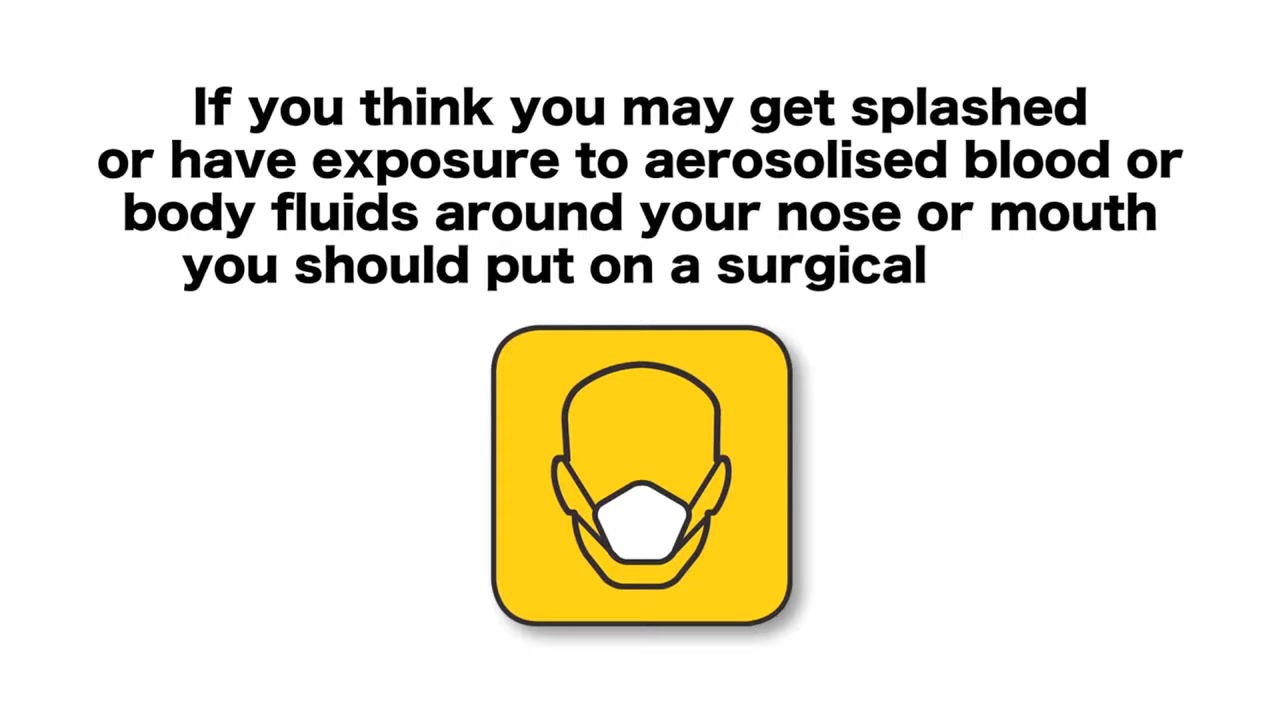 If you think you may get splashed
or have exposure to aerosolised blood or
body fluids around your nose or mouth
you should put on a surgical